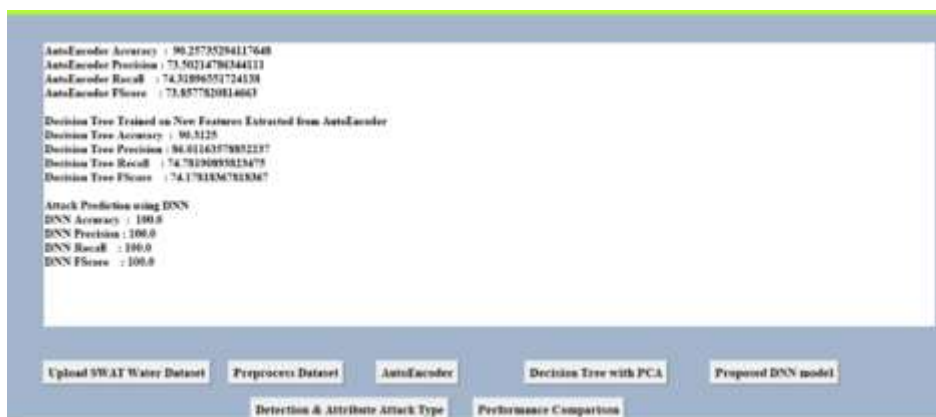 AutoEncoder Accuracy : 90.25735294117648
AutoEncoder Precision : 73.50214786344111
AutoEncoder Recall : 74.31896551724138
AutoEncoder FScore : 73.8577820814663
Decision Tree Trained on New Features Extracted from AutoEncoder
Decision Tree Accuracy : 90.3125
Decision Tree Precision : 86.01163578852237
Decision Tree Recall : 74.78190893823475
Decision Tree FScore : 74.17818367818367
Attack Prediction using DNN
DNN Accuracy : 100.0
DNN Precision : 100.0
DNN Recall : 100.0
DNN FScore : 100.0
Upload SWAT Water Dataset Preprocess Dataset AutoEncoder Decision Tree with PCA Proposed DNN model
Detection & Attribute Attack Type Performance Comparison